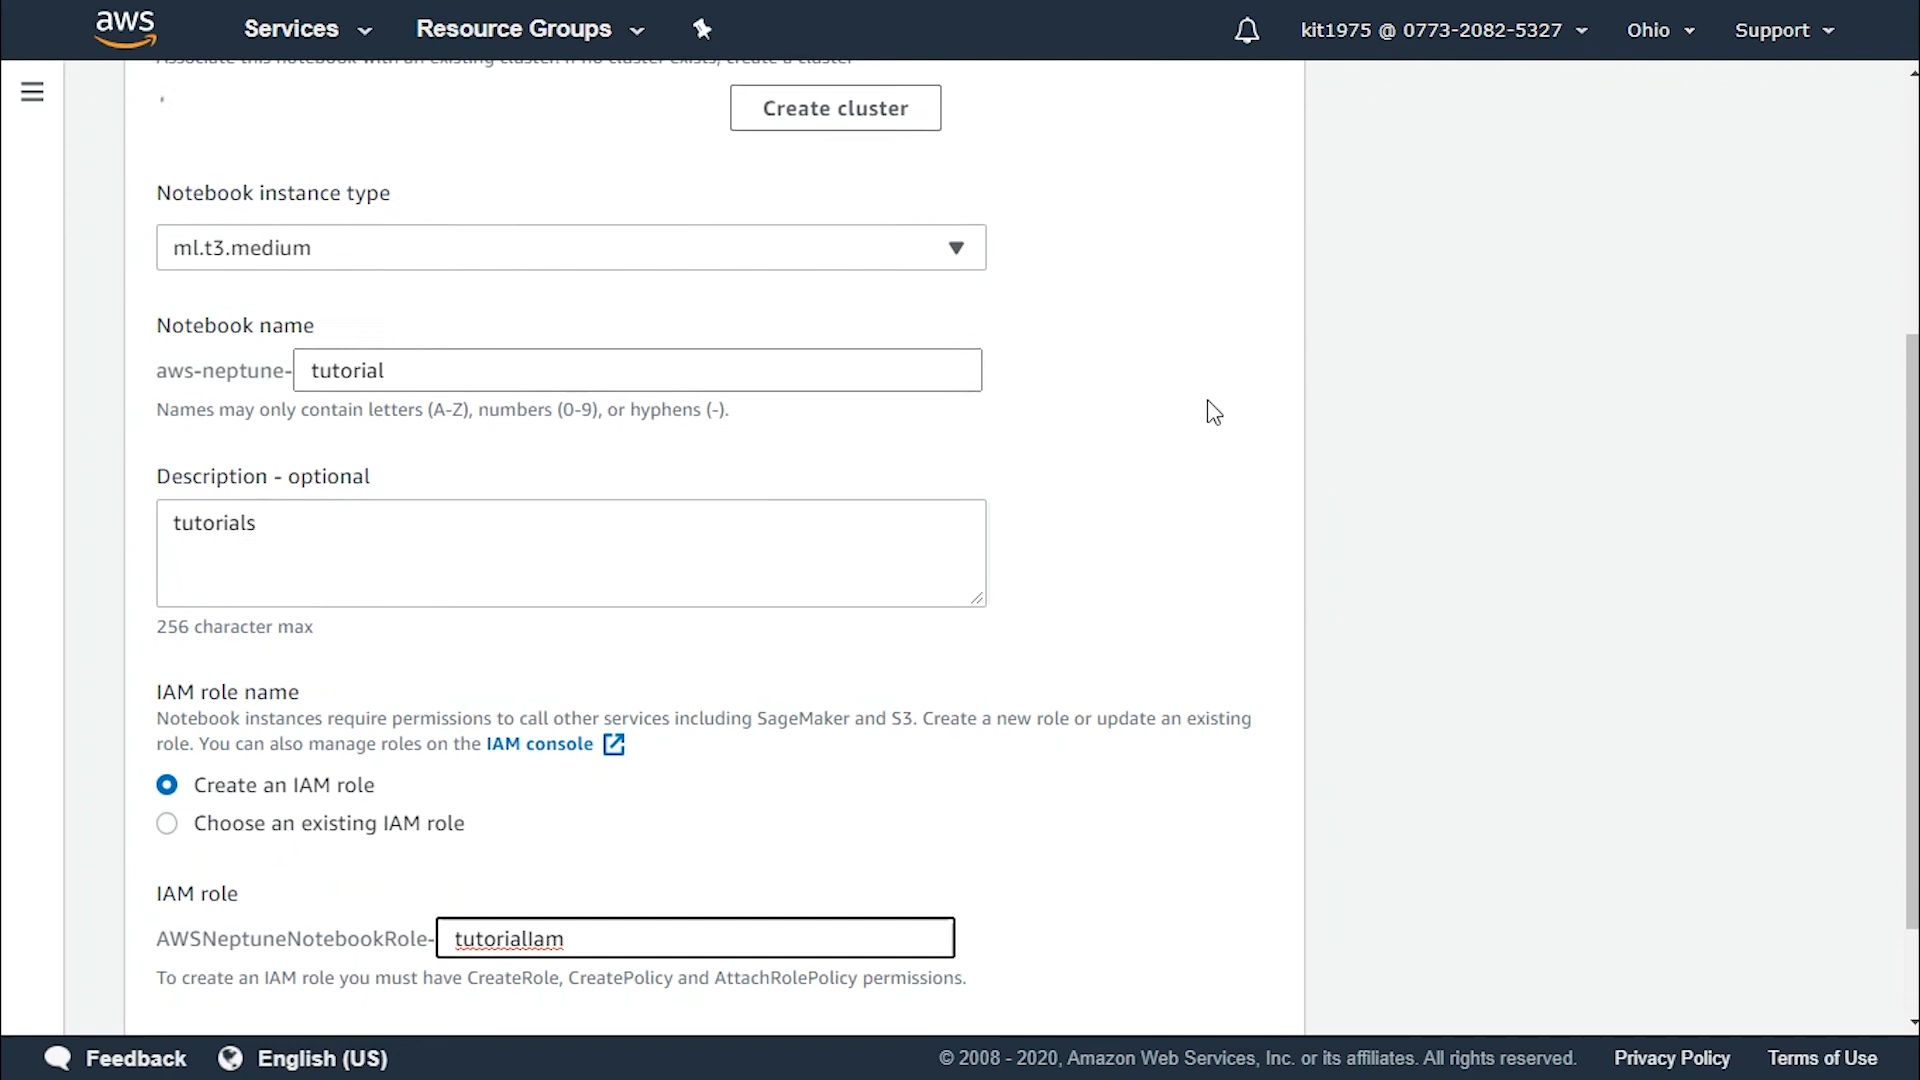 aws
Services
Resource Groups
kit1975 @ 0773-2082-5327
Ohio
Support
Associate this notebook with an existing cluster. If no cluster exists, create a cluster
Create cluster
Notebook instance type
ml.t3.medium
Notebook name
aws-neptune-
tutorial
Names may only contain letters (A-Z), numbers (0-9), or hyphens (-).
Description - optional
tutorials
256 character max
IAM role name
Notebook instances require permissions to call other services including SageMaker and S3. Create a new role or update an existing
role. You can also manage roles on the IAM console
Create an IAM role
Choose an existing IAM role
IAM role
AWSNeptuneNotebookRole-
tutorialIam
To create an IAM role you must have CreateRole, CreatePolicy and AttachRolePolicy permissions.
Feedback
English (US)
© 2008 - 2020, Amazon Web Services, Inc. or its affiliates. All rights reserved.
Privacy Policy
Terms of Use